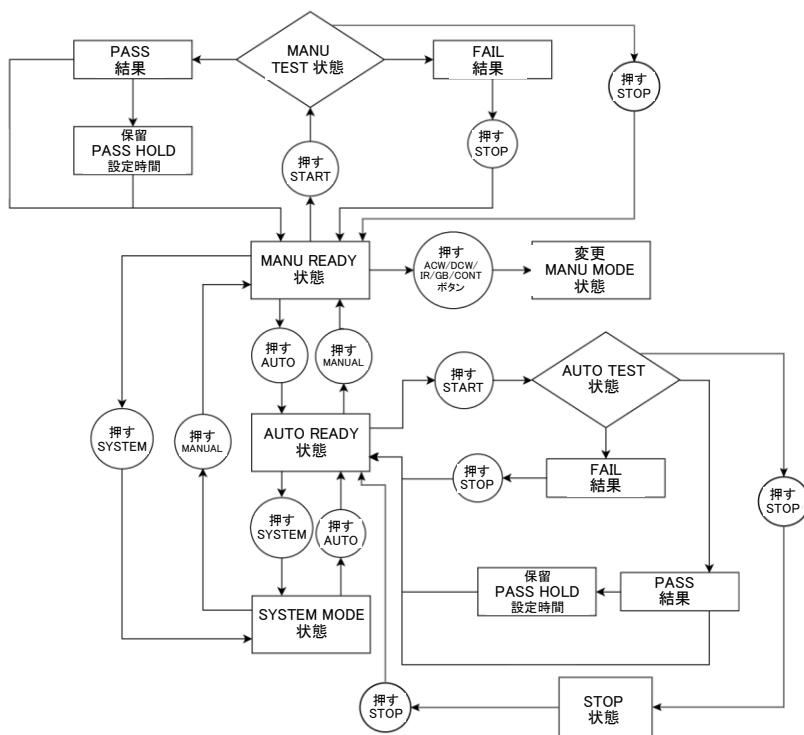 PASS
結果
MANU
TEST 状態
FAIL
結果
押す
STOP
保留
PASS HOLD
設定時間
押す
START
押す
STOP
MANU READY
状態
押す
ACW/DCW/
IR/GB/CONT
ボタン
変更
MANU MODE
状態
押す
AUTO
押す
MANUAL
押す
START
AUTO TEST
状態
押す
SYSTEM
押す
MANUAL
AUTO READY
状態
押す
STOP
FAIL
結果
押す
STOP
押す
SYSTEM
押す
AUTO
保留
PASS HOLD
設定時間
PASS
結果
SYSTEM MODE
状態
押す
STOP
STOP
状態